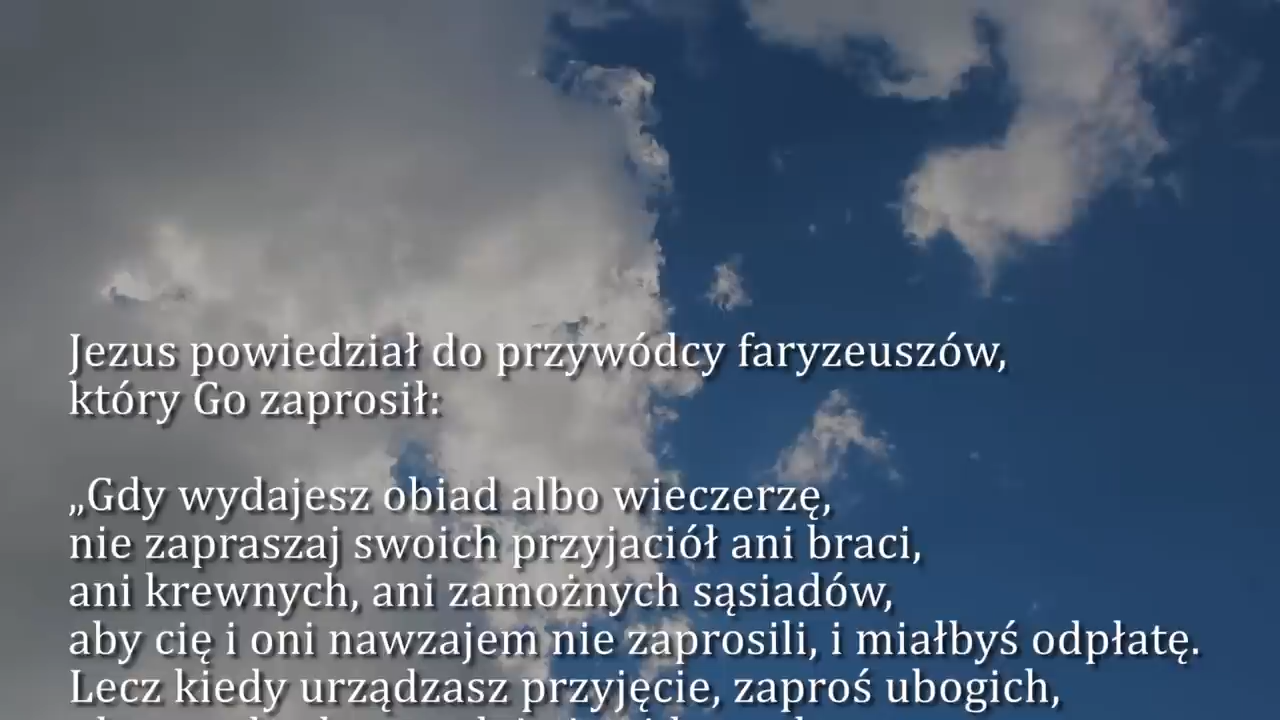 Jezus powiedział do przywódcy faryzeuszów,
który Go zaprosił:
„Gdy wydajesz obiad albo wieczerzę,
nie zapraszaj swoich przyjaciół ani braci,
ani krewnych, ani zamożnych sąsiadów,
aby cię i oni nawzajem nie zaprosili, i miałbyś odpłatę.
Lecz kiedy urządzasz przyjęcie, zaproś ubogich,